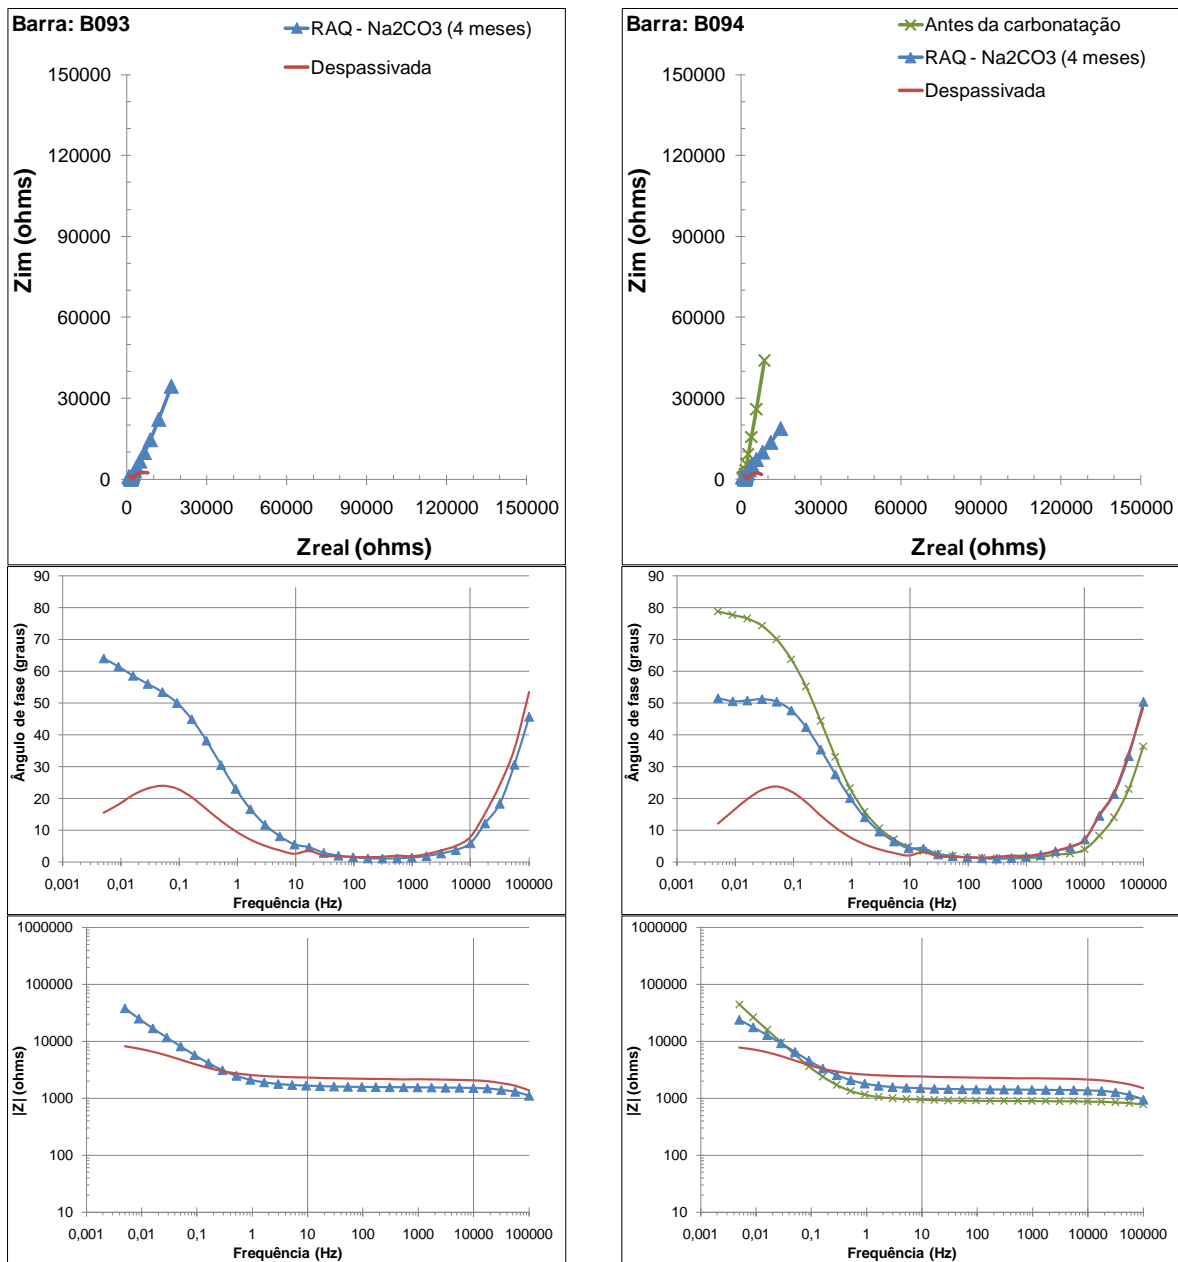 Barra: B093
RAQ - Na2CO3 (4 meses)
Despassivada
150000
120000
90000
60000
30000
0
Zim (ohms)
0 30000 60000 90000 120000 150000
Zreal (ohms)
90
80
70
60
50
40
30
20
10
0
Ângulo de fase (graus)
0,001 0,01 0,1 1 10 100 1000 10000 100000
Frequência (Hz)
1000000
100000
10000
1000
100
10
|Z| (ohms)
0,001 0,01 0,1 1 10 100 1000 10000 100000
Frequência (Hz)
Barra: B094
Antes da carbonatação
RAQ - Na2CO3 (4 meses)
Despassivada
150000
120000
90000
60000
30000
0
Zim (ohms)
0 30000 60000 90000 120000 150000
Zreal (ohms)
90
80
70
60
50
40
30
20
10
0
Ângulo de fase (graus)
0,001 0,01 0,1 1 10 100 1000 10000 100000
Frequência (Hz)
1000000
100000
10000
1000
100
10
|Z| (ohms)
0,001 0,01 0,1 1 10 100 1000 10000 100000
Frequência (Hz)